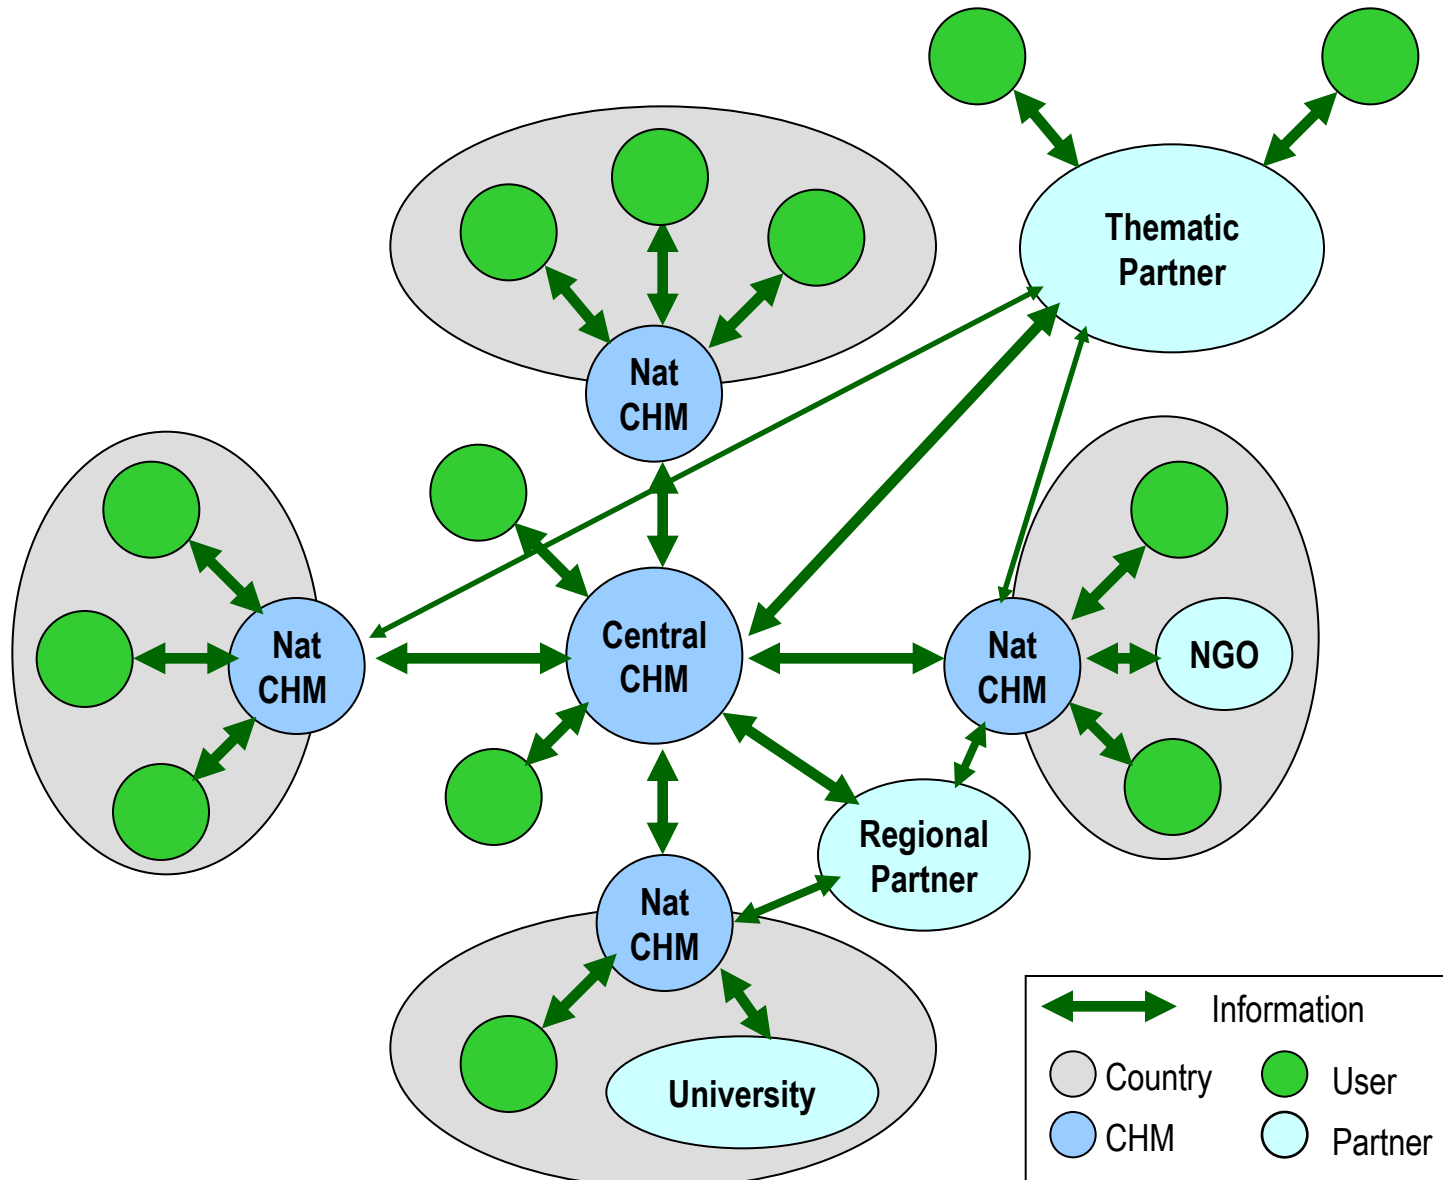 Thematic
Partner
Nat
CHM
Nat
CHM
Central
CHM
Nat
CHM
NGO
Regional
Partner
Nat
CHM
University
Information
Country
User
CHM
Partner